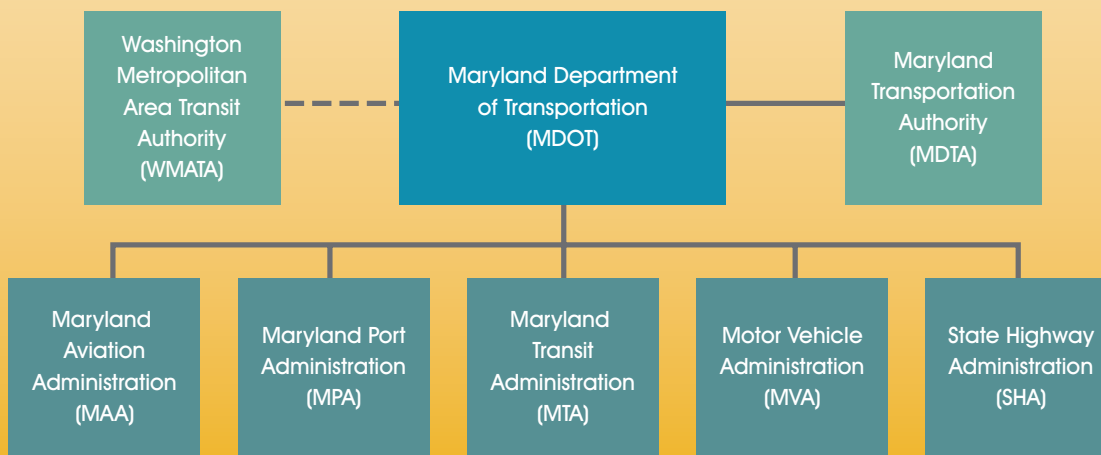 Washington
Metropolitan
Area Transit
Authority
(WMATA)
Maryland Department
of Transportation
(MDOT)
Maryland
Transportation
Authority
(MDTA)
Maryland
Aviation
Administration
(MAA)
Maryland Port
Administration
(MPA)
Maryland
Transit
Administration
(MTA)
Motor Vehicle
Administration
(MVA)
State Highway
Administration
(SHA)